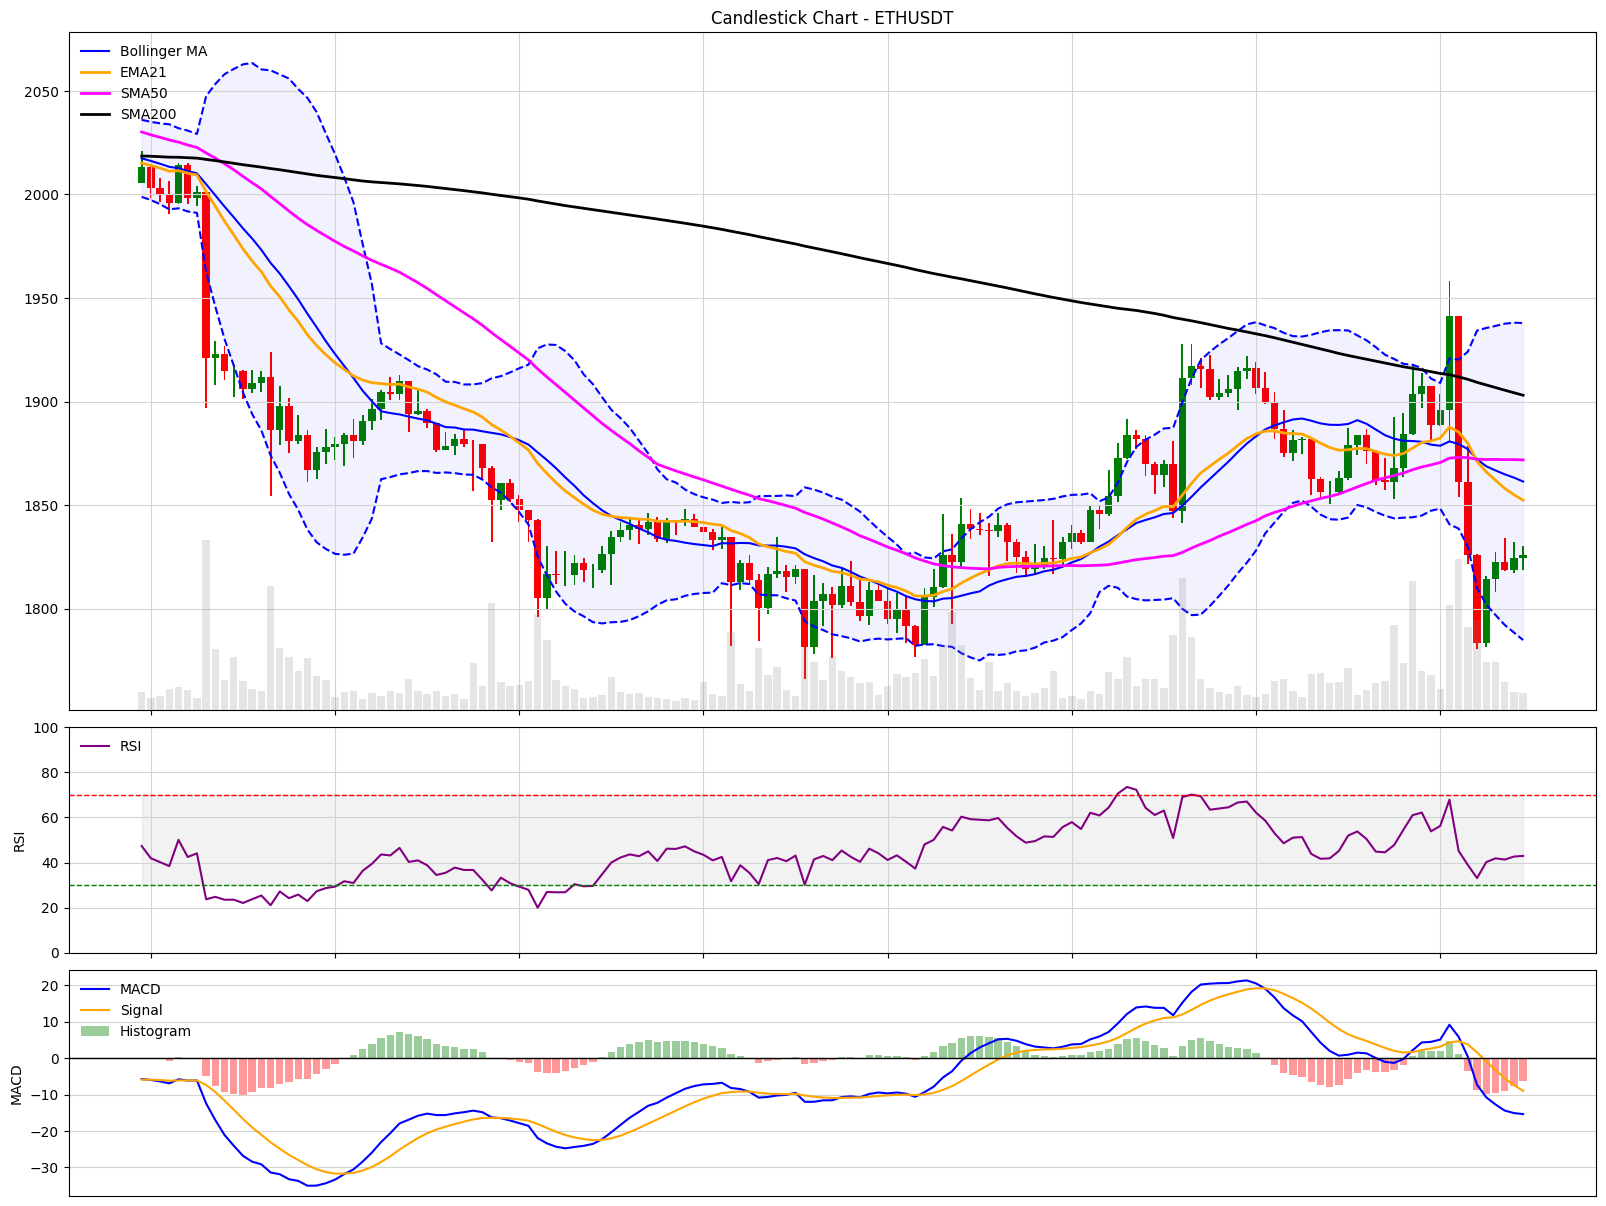 Candlestick Chart - ETHUSDT
Bollinger MA
EMA21
SMA50
SMA200
2050
2000
1950
1900
1850
1800
RSI
100
80
60
40
20
0
RSI
MACD
Signal
Histogram
20
10
0
−10
−20
−30
MACD